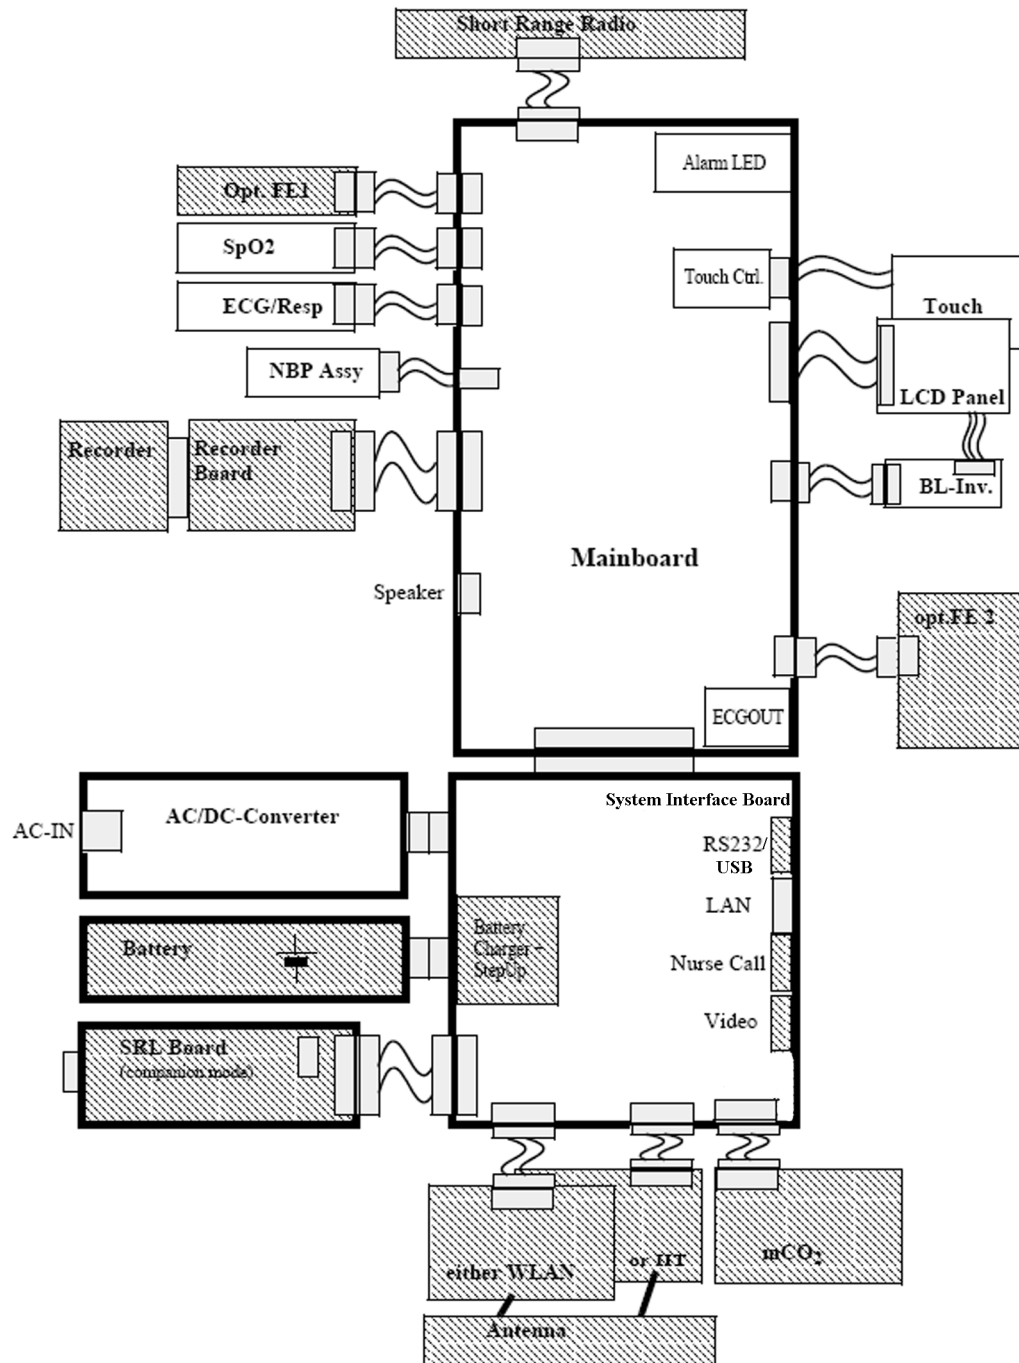 Short Range Radio
Alarm LED
Opt. FE1
SpO2
Touch Ctrl.
ECG/Resp
Touch
NBP Assy
LCD Panel
Recorder
Recorder
Board
BL-Inv.
Mainboard
Speaker
opt.FE 2
ECGOUT
System Interface Board
AC-IN
AC/DC-Converter
RS232/
USB
LAN
Battery
Charger +
StepUp
Battery
Nurse Call
Video
SRL Board
(companion mode)
either WLAN
or HT
mCO₂
Antenna